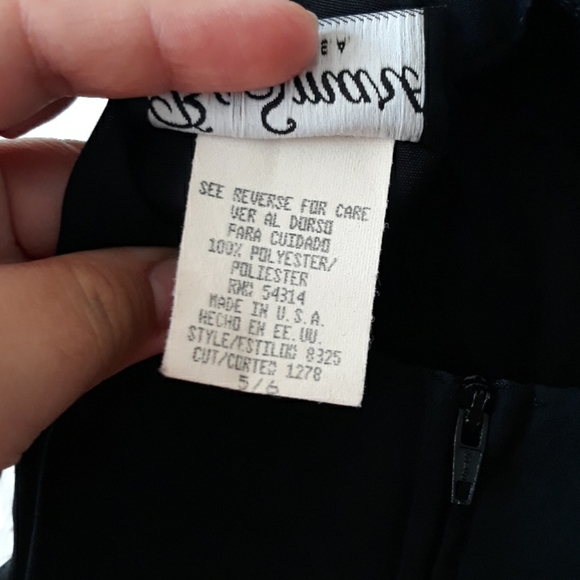 SEE REVERSE FOR CARE
VER AL DORSO
PARA CUIDADO
100% POLYESTER/
POLIESTER
RN# 54314
MADE IN U.S.A.
HECHO EN EE.UU.
STYLE/ESTILO# 8325
CUT/CORTE# 1278
5/6